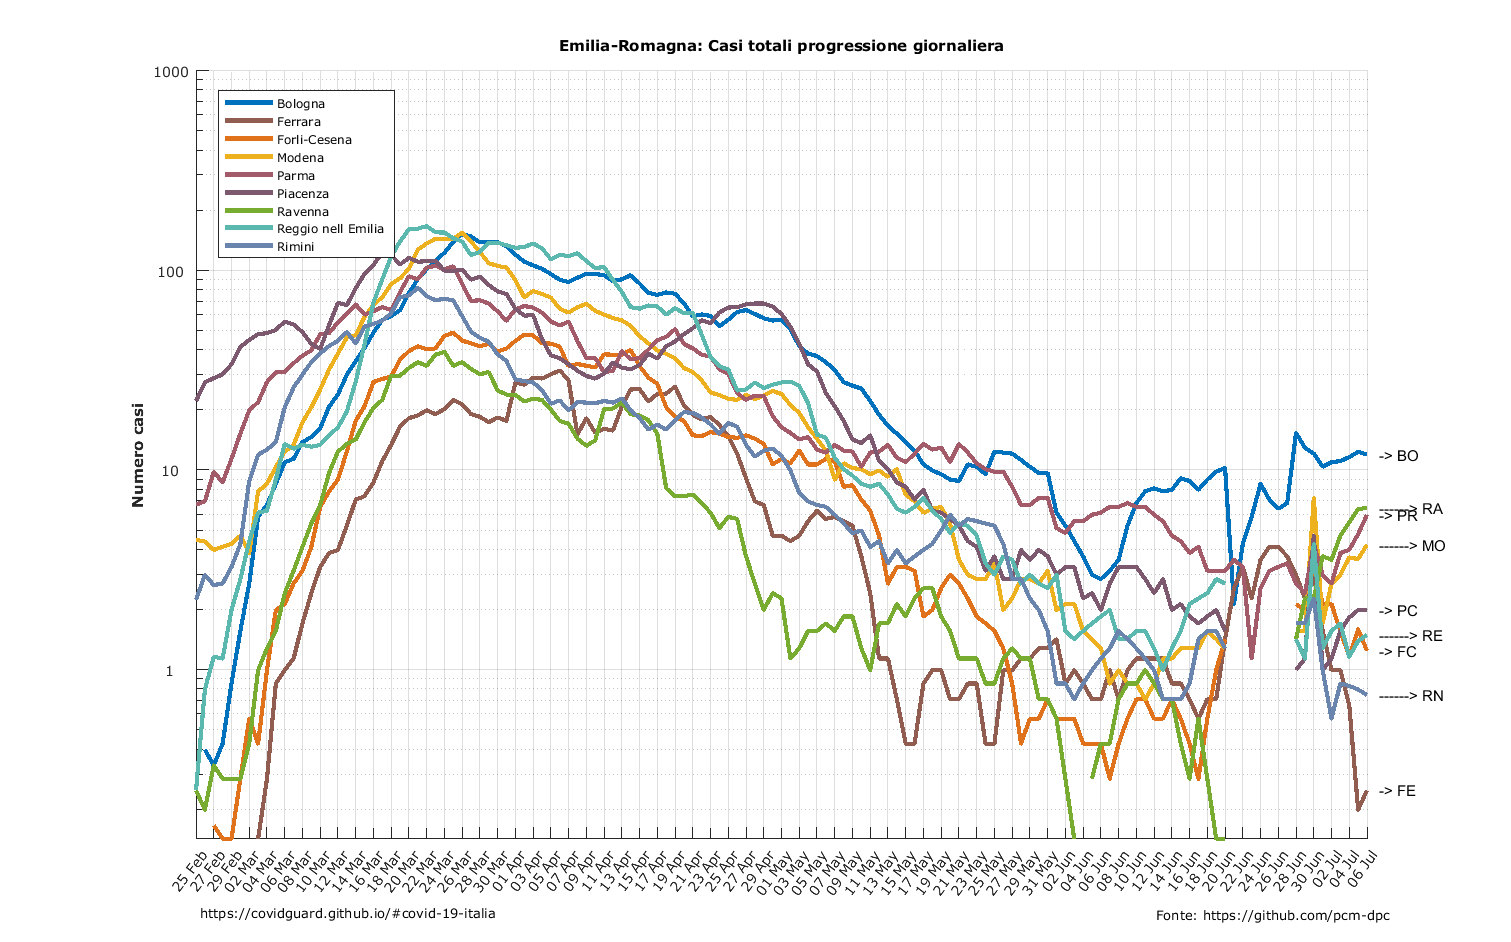 Emilia-Romagna: Casi totali progressione giornaliera
1000
100
10
1
Numero casi
Bologna
Ferrara
Forli-Cesena
Modena
Parma
Piacenza
Ravenna
Reggio nell Emilia
Rimini
-> BO
------> RA
-> PR
------> MO
-> PC
------> RE
-> FC
------> RN
-> FE
25 Feb
27 Feb
29 Feb
02 Mar
04 Mar
06 Mar
08 Mar
10 Mar
12 Mar
14 Mar
16 Mar
18 Mar
20 Mar
22 Mar
24 Mar
26 Mar
28 Mar
30 Mar
01 Apr
03 Apr
05 Apr
07 Apr
09 Apr
11 Apr
13 Apr
15 Apr
17 Apr
19 Apr
21 Apr
23 Apr
25 Apr
27 Apr
29 Apr
01 May
03 May
05 May
07 May
09 May
11 May
13 May
15 May
17 May
19 May
21 May
23 May
25 May
27 May
29 May
31 May
02 Jun
04 Jun
06 Jun
08 Jun
10 Jun
12 Jun
14 Jun
16 Jun
18 Jun
20 Jun
22 Jun
24 Jun
26 Jun
28 Jun
30 Jun
02 Jul
04 Jul
06 Jul
https://covidguard.github.io/#covid-19-italia
Fonte: https://github.com/pcm-dpc